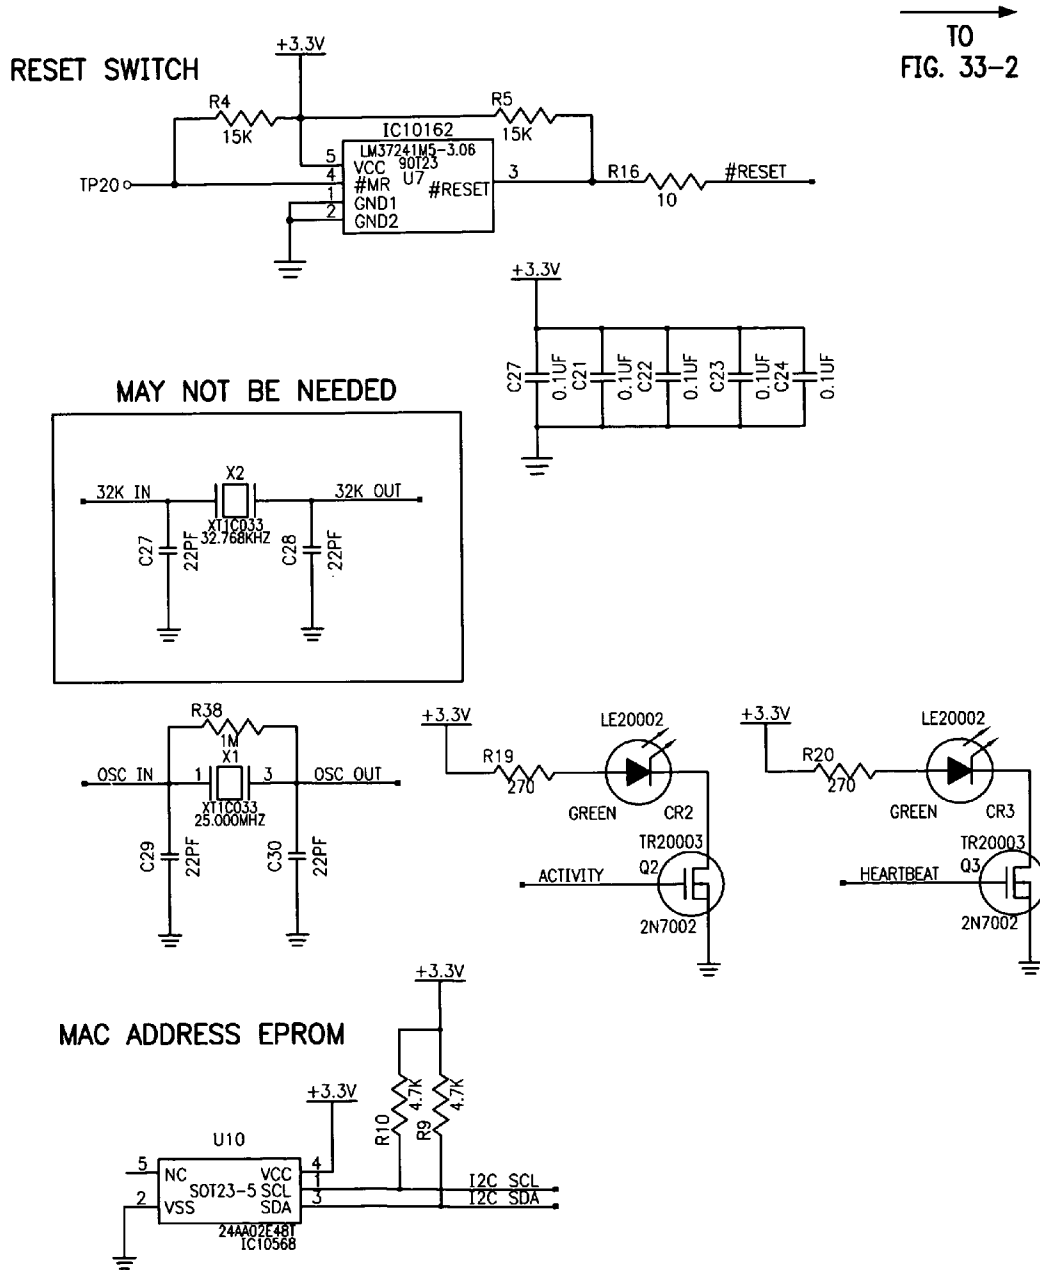 TO
FIG. 33-2
RESET SWITCH
+3.3V
R4
15K
R5
15K
IC10162
LM37241M5-3.06
90T23
U7
5
VCC
4
#MR
1
GND1
2
GND2
#RESET
3
TP20
R16
10
#RESET
+3.3V
C27
0.1UF
C21
0.1UF
C22
0.1UF
C23
0.1UF
C24
0.1UF
MAY NOT BE NEEDED
32K IN
X2
32K OUT
XT1C033
32.768KHZ
C27
22PF
C28
22PF
R38
1M
X1
OSC IN
1
3
OSC OUT
XT1C033
25.000MHZ
C29
22PF
C30
22PF
+3.3V
R19
270
LE20002
GREEN
CR2
TR20003
Q2
ACTIVITY
2N7002
+3.3V
R20
270
LE20002
GREEN
CR3
TR20003
Q3
HEARTBEAT
2N7002
MAC ADDRESS EPROM
+3.3V
R10
4.7K
R9
4.7K
+3.3V
U10
5
NC
VCC
4
SOT23-5
SCL
1
2
VSS
SDA
3
24AA02E48T
IC10568
I2C SCL
I2C SDA